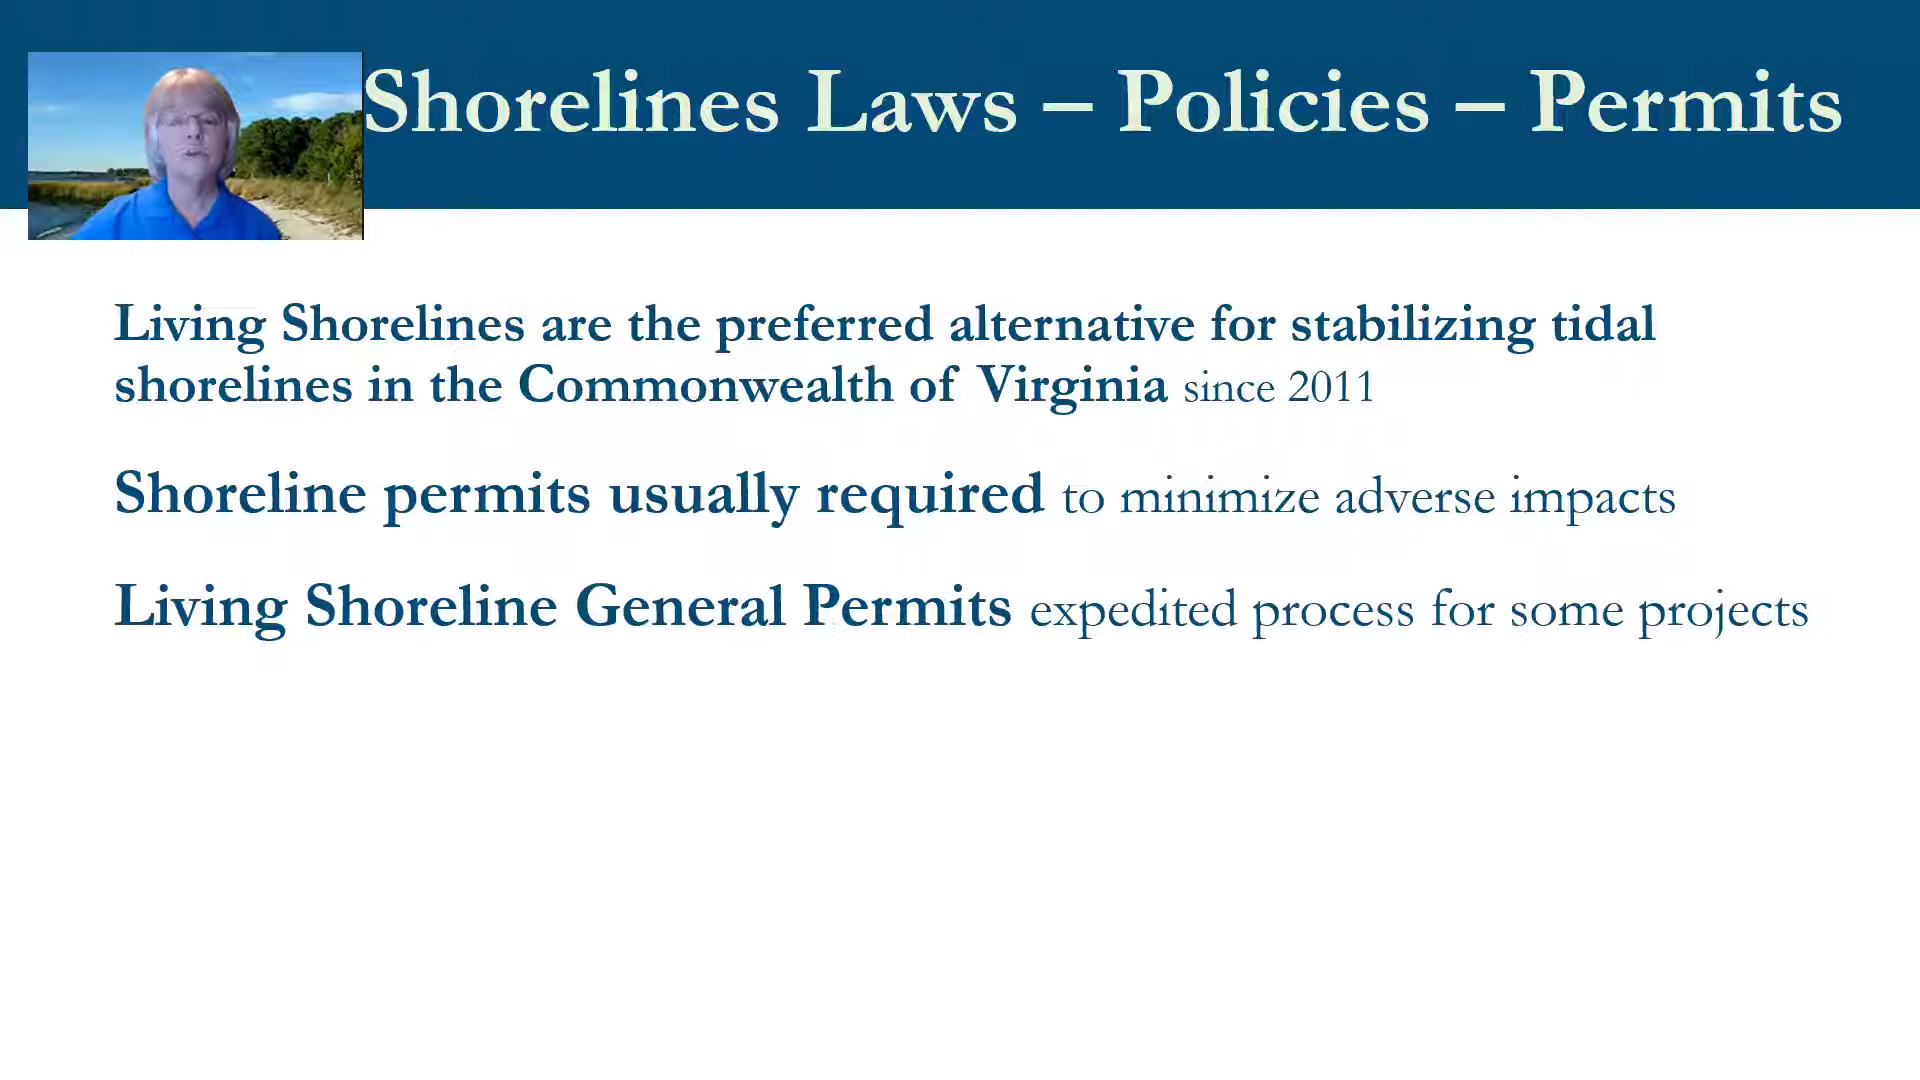 Shorelines Laws – Policies – Permits
Living Shorelines are the preferred alternative for stabilizing tidal
shorelines in the Commonwealth of Virginia since 2011
Shoreline permits usually required to minimize adverse impacts
Living Shoreline General Permits expedited process for some projects